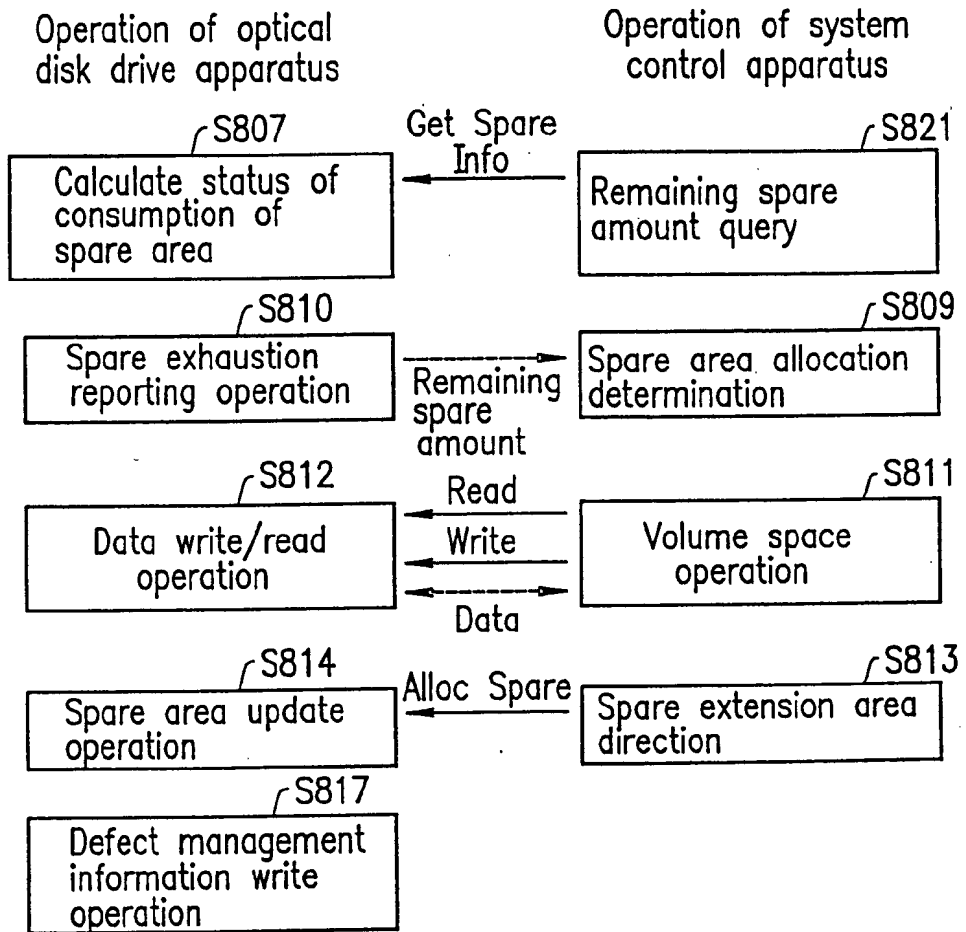 Operation of optical
disk drive apparatus
Operation of system
control apparatus
S807
Calculate status of
consumption of
spare area
Get Spare
Info
S821
Remaining spare
amount query
S810
Spare exhaustion
reporting operation
Remaining
spare
amount
S809
Spare area allocation
determination
S812
Data write/read
operation
Read
Write
Data
S811
Volume space
operation
S814
Spare area update
operation
Alloc Spare
S813
Spare extension area
direction
S817
Defect management
information write
operation